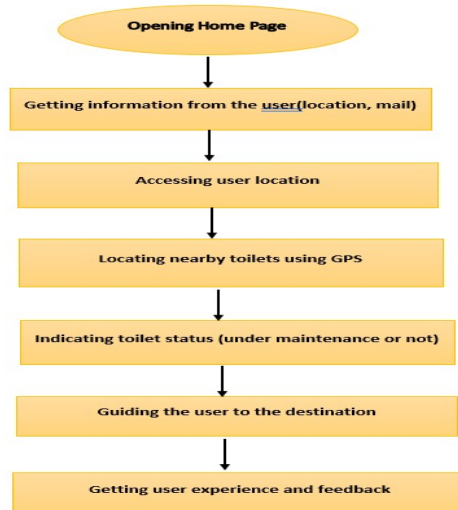 Opening Home Page
Getting information from the user(location, mail)
Accessing user location
Locating nearby toilets using GPS
Indicating toilet status (under maintenance or not)
Guiding the user to the destination
Getting user experience and feedback